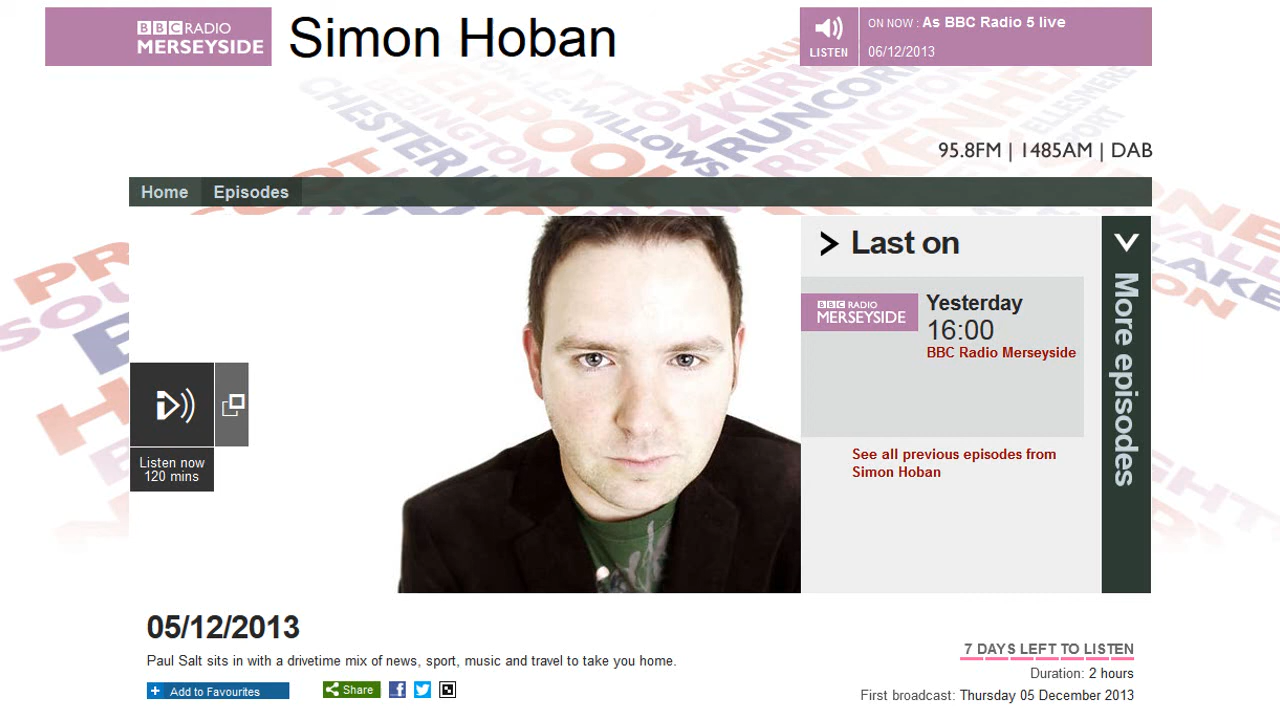 BBC RADIO
MERSEYSIDE
Simon Hoban
LISTEN
ON NOW : As BBC Radio 5 live
06/12/2013
CHESTER
BEBINGTON
RUNCORN
95.8FM | 1485AM | DAB
Home
Episodes
Last on
BBC RADIO
MERSEYSIDE
Yesterday
16:00
BBC Radio Merseyside
More episodes
See all previous episodes from
Simon Hoban
Listen now
120 mins
05/12/2013
Paul Salt sits in with a drivetime mix of news, sport, music and travel to take you home.
+ Add to Favourites
Share
f
7 DAYS LEFT TO LISTEN
Duration: 2 hours
First broadcast: Thursday 05 December 2013